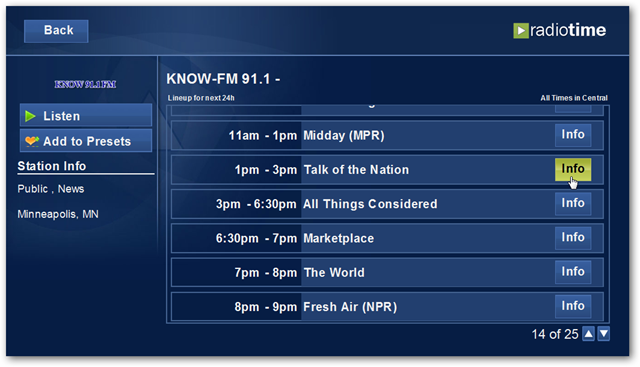 Back
radiotime
KNOW 91.1 FM
KNOW-FM 91.1 -
Lineup for next 24h
All Times in Central
Listen
Add to Presets
Station Info
Public , News
Minneapolis, MN
11am - 1pm Midday (MPR) Info
1pm - 3pm Talk of the Nation Info
3pm - 6:30pm All Things Considered Info
6:30pm - 7pm Marketplace Info
7pm - 8pm The World Info
8pm - 9pm Fresh Air (NPR) Info
14 of 25